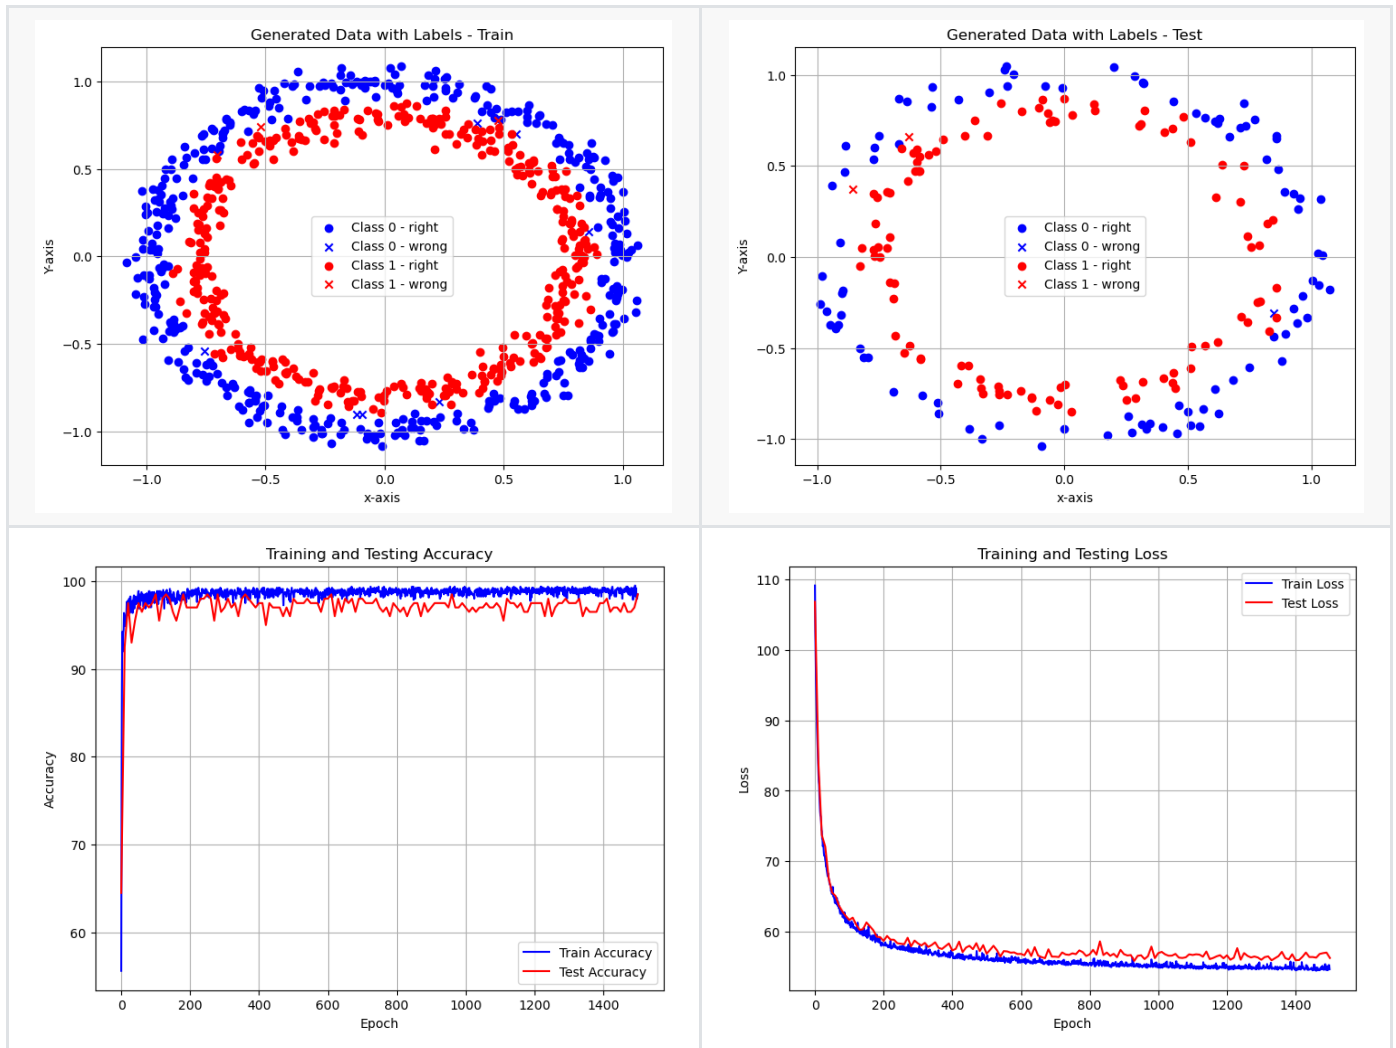 Generated Data with Labels - Train
1.0
0.5
0.0
−0.5
−1.0
Y-axis
Class 0 - right
Class 0 - wrong
Class 1 - right
Class 1 - wrong
−1.0 −0.5 0.0 0.5 1.0
x-axis
Generated Data with Labels - Test
1.0
0.5
0.0
−0.5
−1.0
Y-axis
Class 0 - right
Class 0 - wrong
Class 1 - right
Class 1 - wrong
−1.0 −0.5 0.0 0.5 1.0
x-axis
Training and Testing Accuracy
100
90
80
70
60
Accuracy
Train Accuracy
Test Accuracy
0 200 400 600 800 1000 1200 1400
Epoch
Training and Testing Loss
110
100
90
80
70
60
Loss
Train Loss
Test Loss
0 200 400 600 800 1000 1200 1400
Epoch